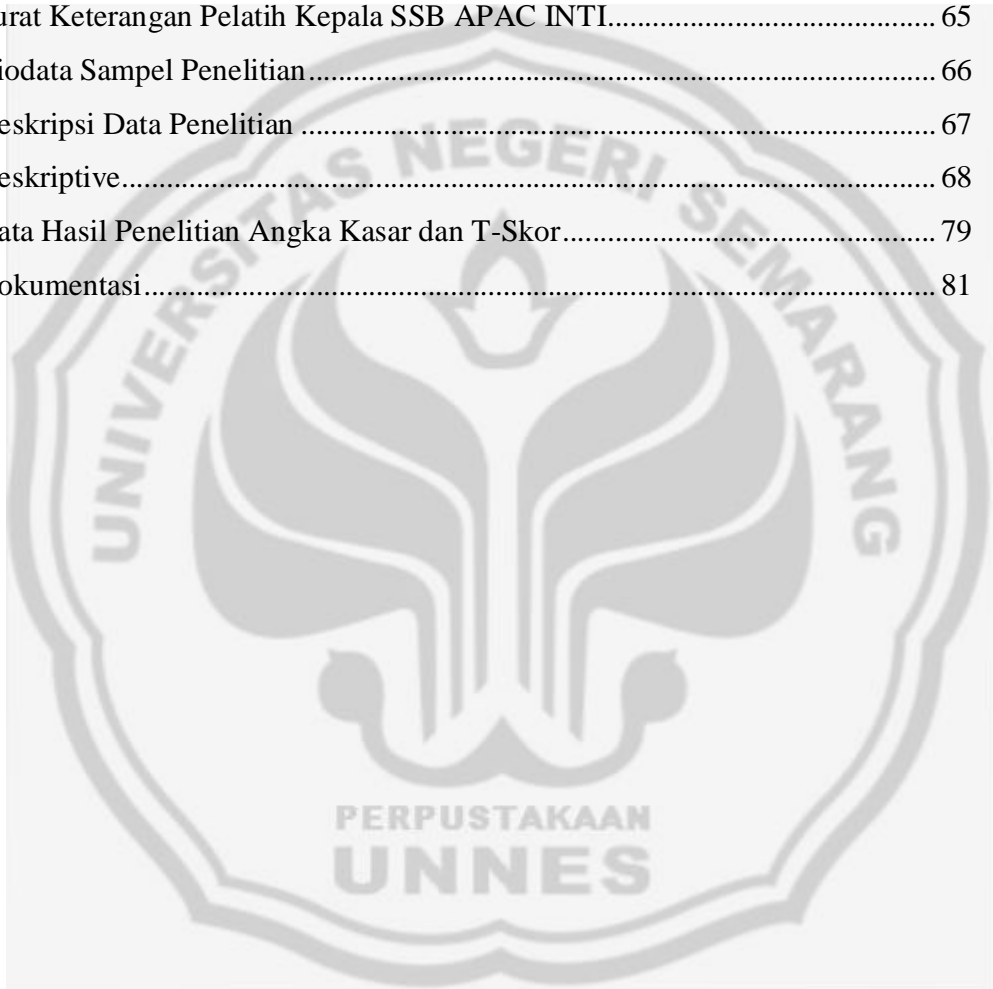 urat Keterangan Pelatih Kepala SSB APAC INTI.................................... 65
iodata Sampel Penelitian.................................... 66
eskripsi Data Penelitian .................................... 67
eskriptive.................................... 68
ata Hasil Penelitian Angka Kasar dan T-Skor.................................... 79
okumentasi.................................... 81
UNIVERSITAS NEGERI SEMARANG
PERPUSTAKAAN
UNNES